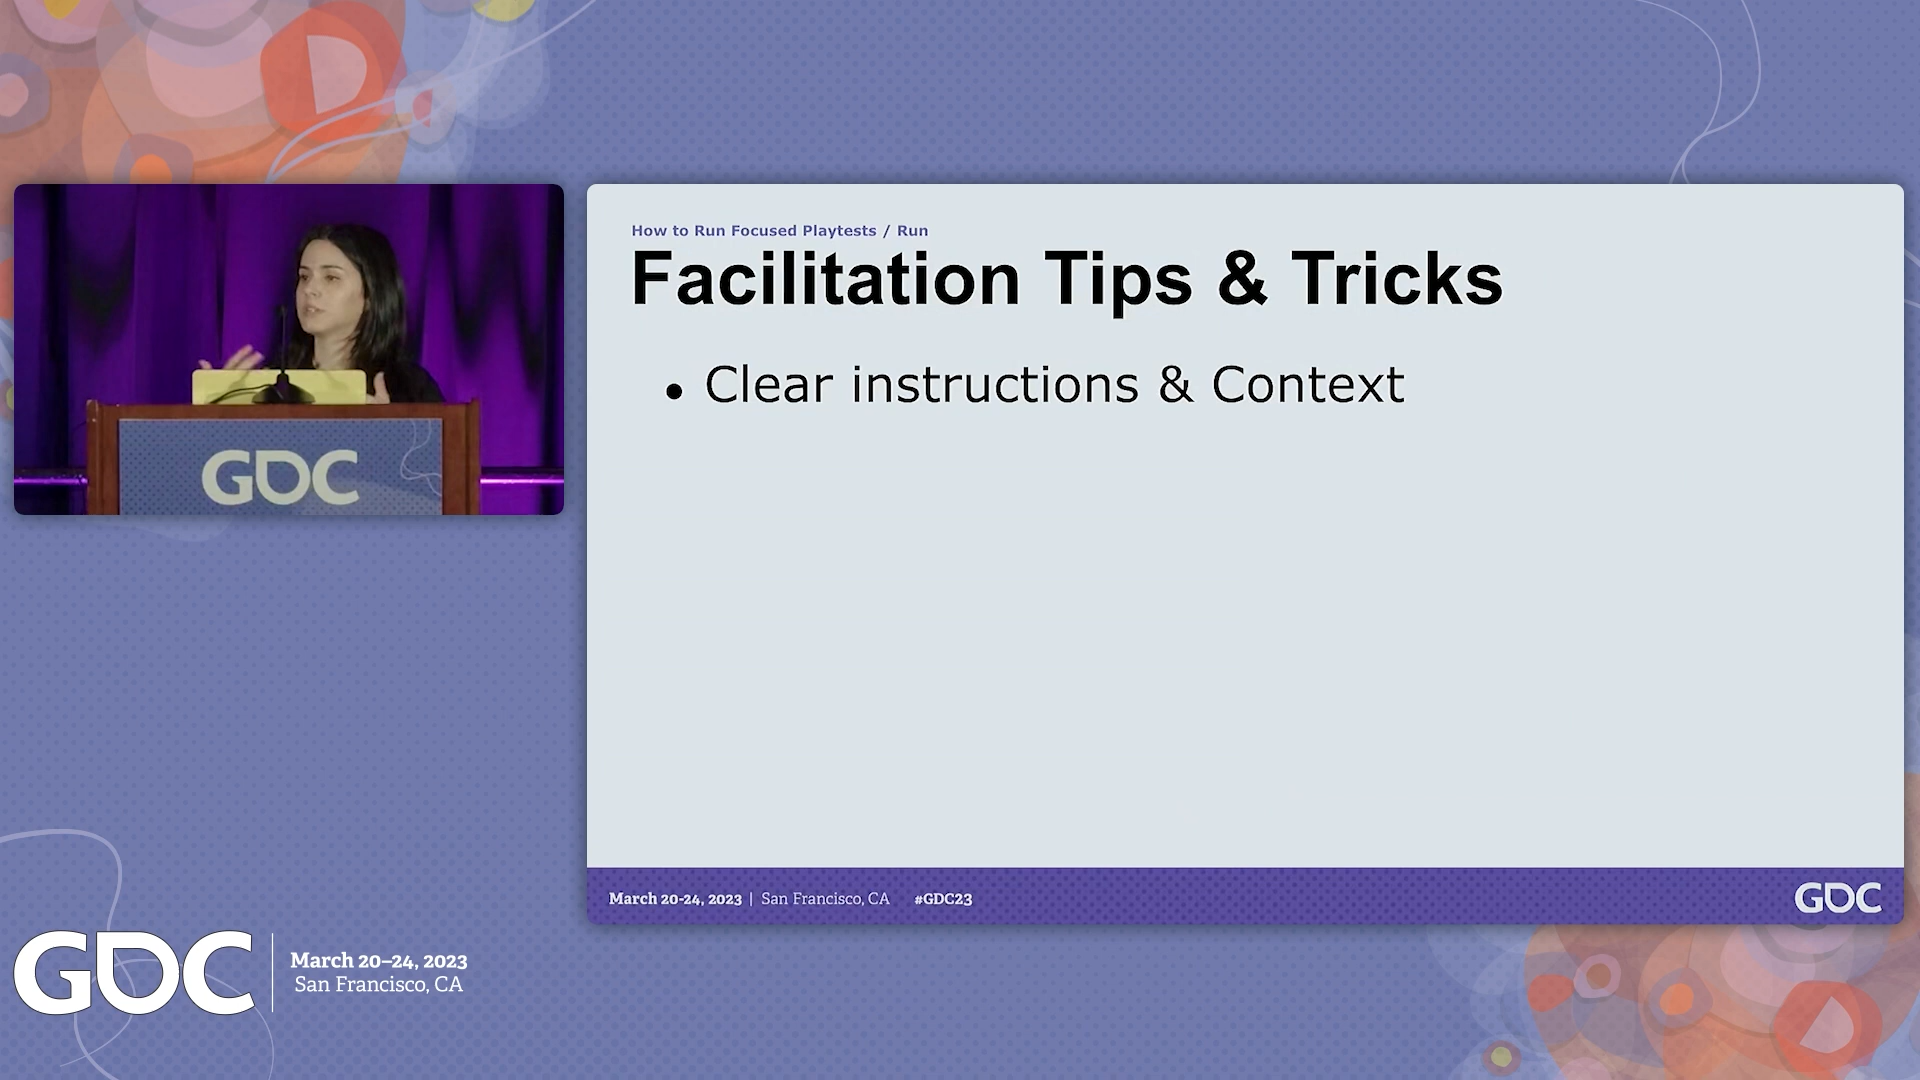 GDC
How to Run Focused Playtests / Run
Facilitation Tips & Tricks
• Clear instructions & Context
March 20-24, 2023 | San Francisco, CA #GDC23
GDC
GDC
March 20–24, 2023
San Francisco, CA